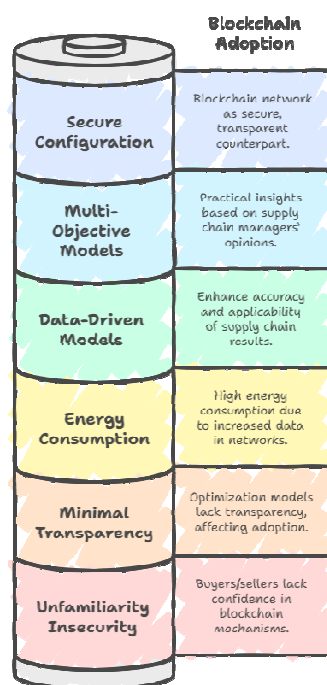 Blockchain
Adoption
Secure
Configuration
Blockchain network
as secure,
transparent
counterpart.
Multi-
Objective
Models
Practical insights
based on supply
chain managers'
opinions.
Data-Driven
Models
Enhance accuracy
and applicability
of supply chain
results.
Energy
Consumption
High energy
consumption due
to increased data
in networks.
Minimal
Transparency
Optimization models
lack transparency,
affecting adoption.
Unfamiliarity
Insecurity
Buyers/sellers lack
confidence in
blockchain
mechanisms.